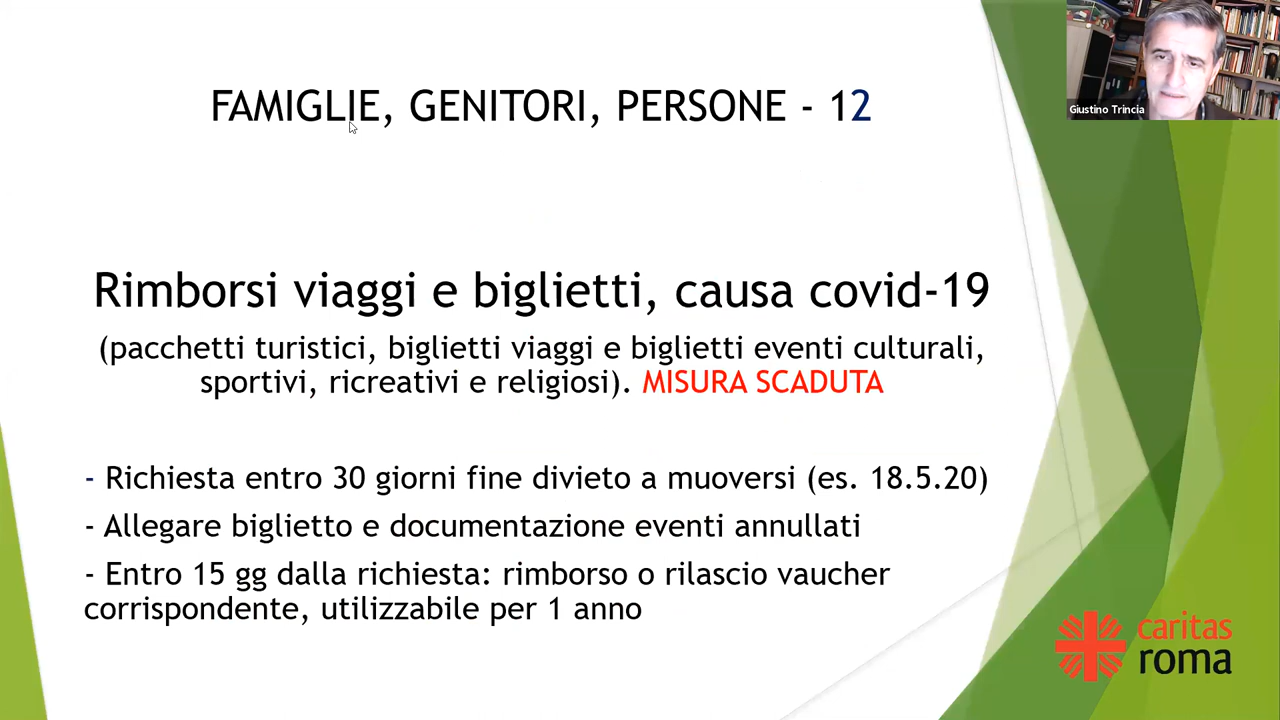 FAMIGLIE, GENITORI, PERSONE - 12
Giustino Trincia
Rimborsi viaggi e biglietti, causa covid-19
(pacchetti turistici, biglietti viaggi e biglietti eventi culturali,
sportivi, ricreativi e religiosi). MISURA SCADUTA
- Richiesta entro 30 giorni fine divieto a muoversi (es. 18.5.20)
- Allegare biglietto e documentazione eventi annullati
- Entro 15 gg dalla richiesta: rimborso o rilascio vaucher
corrispondente, utilizzabile per 1 anno
caritas
roma